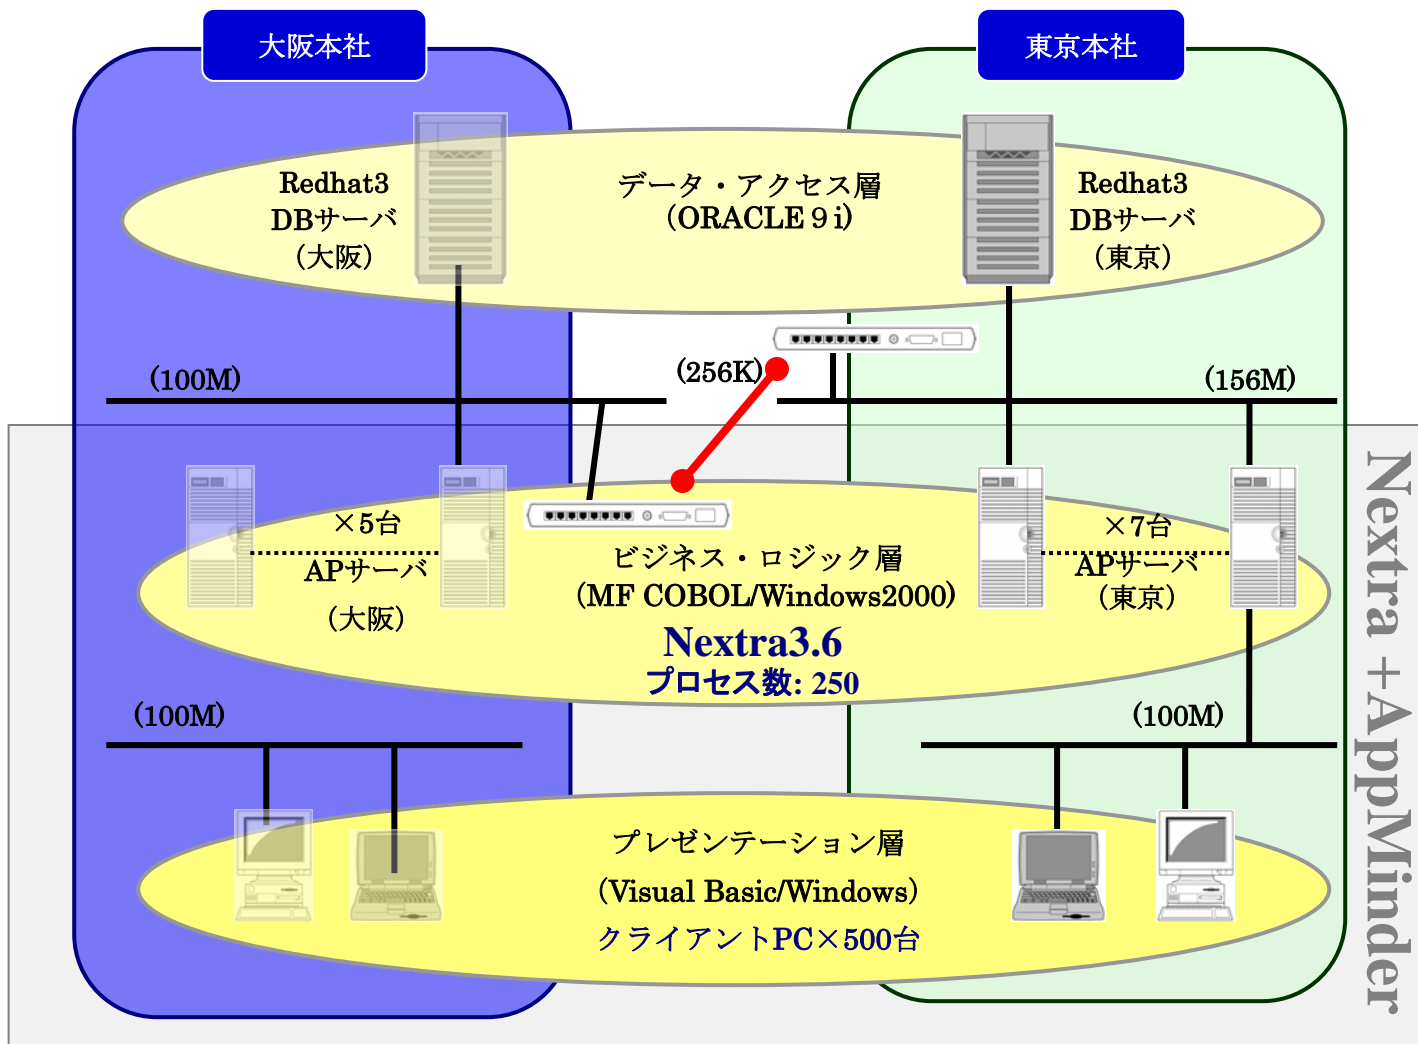 大阪本社
東京本社
Redhat3
DBサーバ
（大阪）
データ・アクセス層
(ORACLE９i)
Redhat3
DBサーバ
（東京）
(100M)
(256K)
(156M)
×5台
APサーバ
（大阪）
ビジネス・ロジック層
(MF COBOL/Windows2000)
Nextra3.6
プロセス数: 250
×7台
APサーバ
（東京）
(100M)
(100M)
プレゼンテーション層
（Visual Basic/Windows）
クライアントPC×500台
Nextra +AppMinder